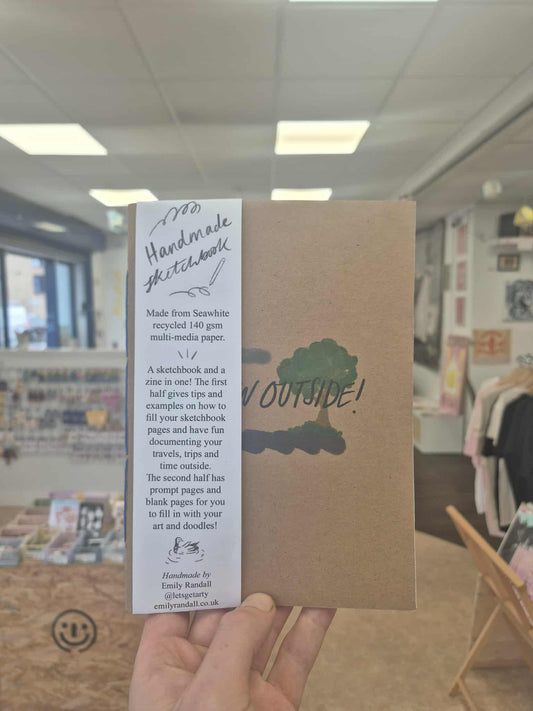 Handmade
sketchbook
Made from Seawhite
recycled 140 gsm
multi-media paper.
A sketchbook and a
zine in one! The first
half gives tips and
examples on how to
fill your sketchbook
pages and have fun
documenting your
travels, trips and
time outside.
The second half has
prompt pages and
blank pages for you
to fill in with your
art and doodles!
Handmade by
Emily Randall
@letsgetarty
emilyrandall.co.uk
OUTSIDE!